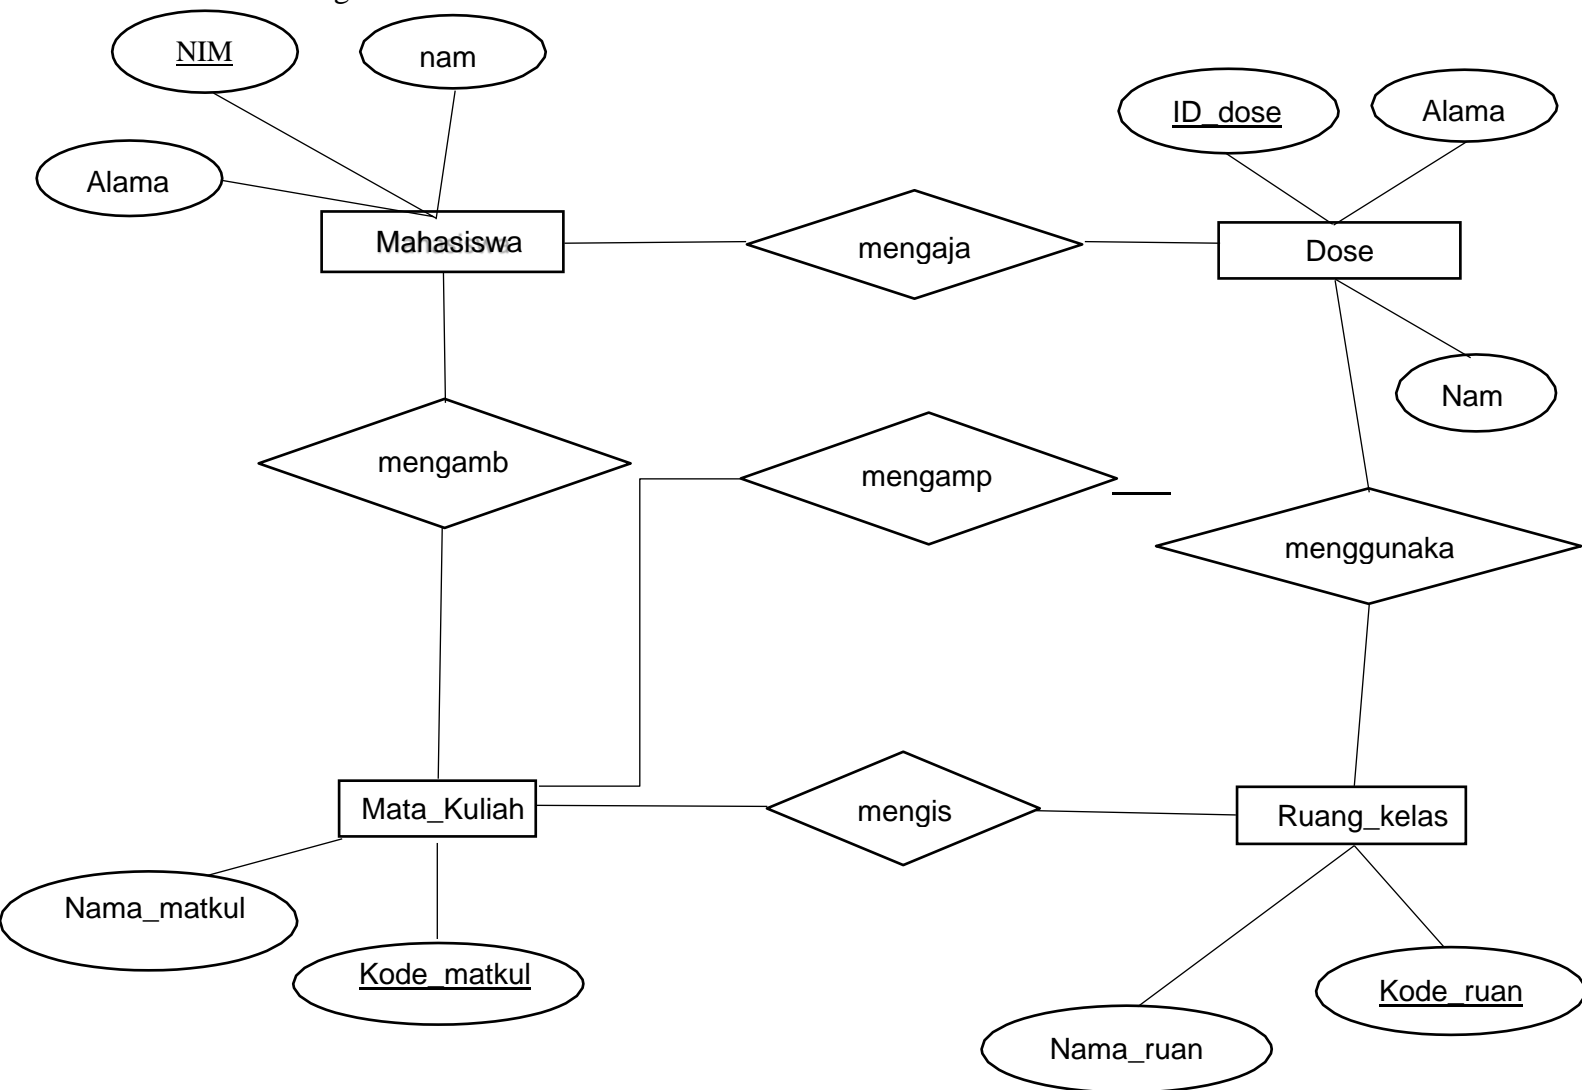 NIM
nam
ID_dose
Alama
Alama
Mahasiswa
mengaja
Dose
Nam
mengamb
mengamp
menggunaka
Mata_Kuliah
mengis
Ruang_kelas
Nama_matkul
Kode_matkul
Kode_ruan
Nama_ruan